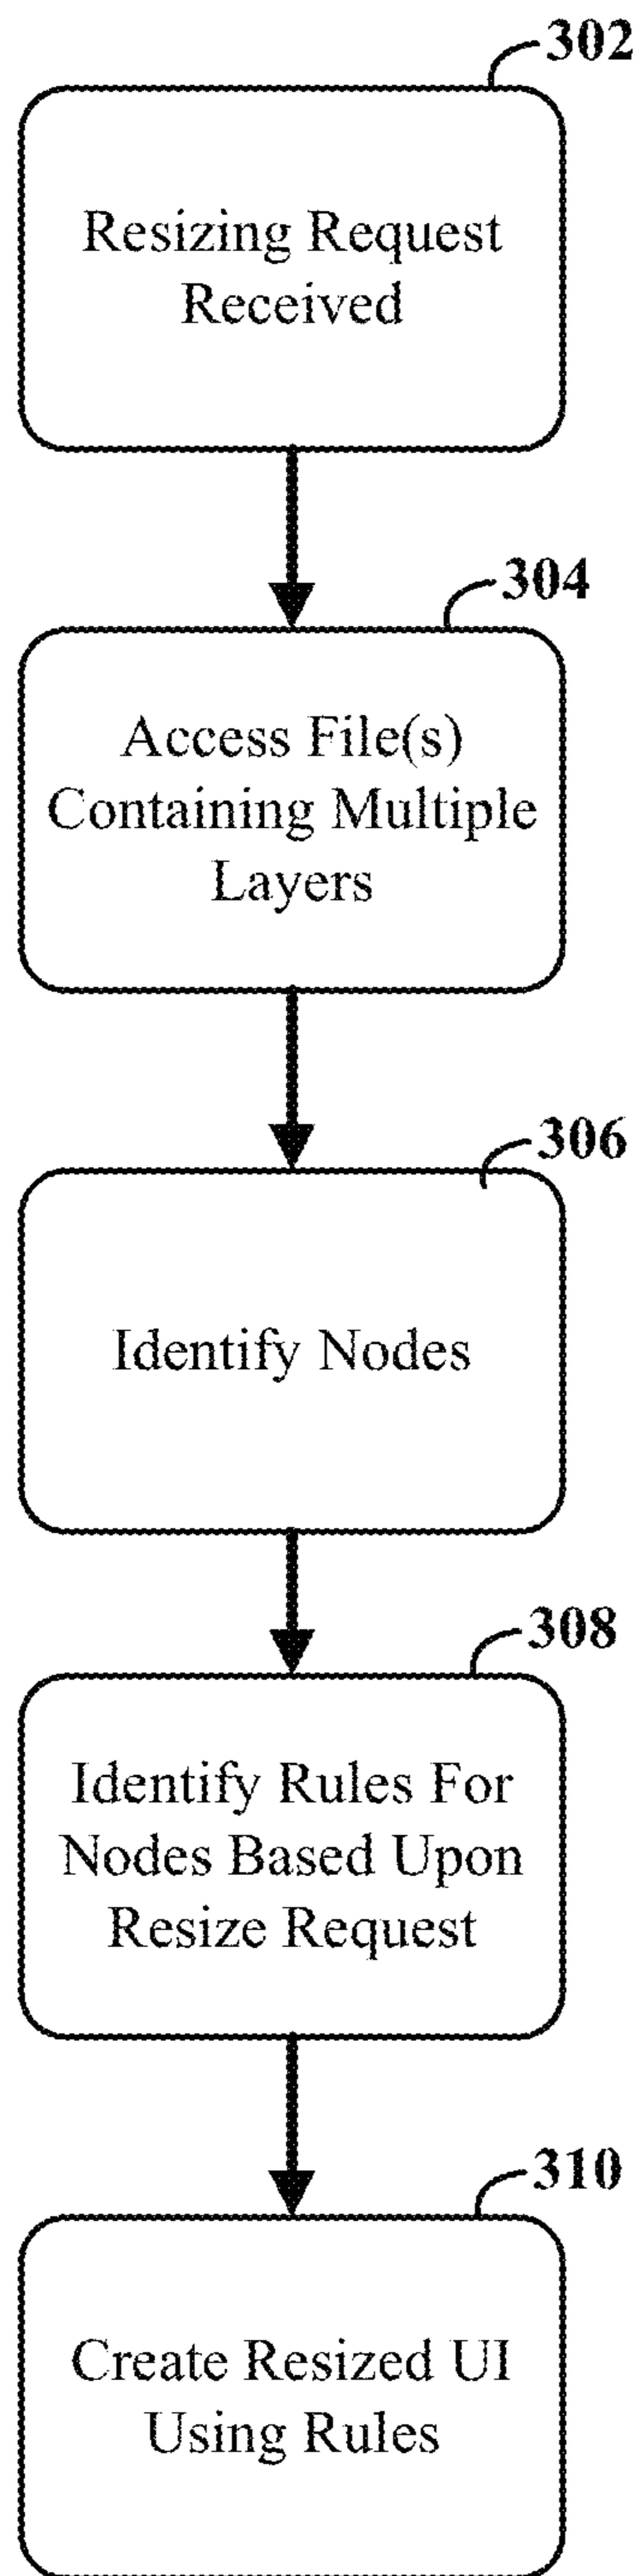 302
Resizing Request
Received
304
Access File(s)
Containing Multiple
Layers
306
Identify Nodes
308
Identify Rules For
Nodes Based Upon
Resize Request
310
Create Resized UI
Using Rules